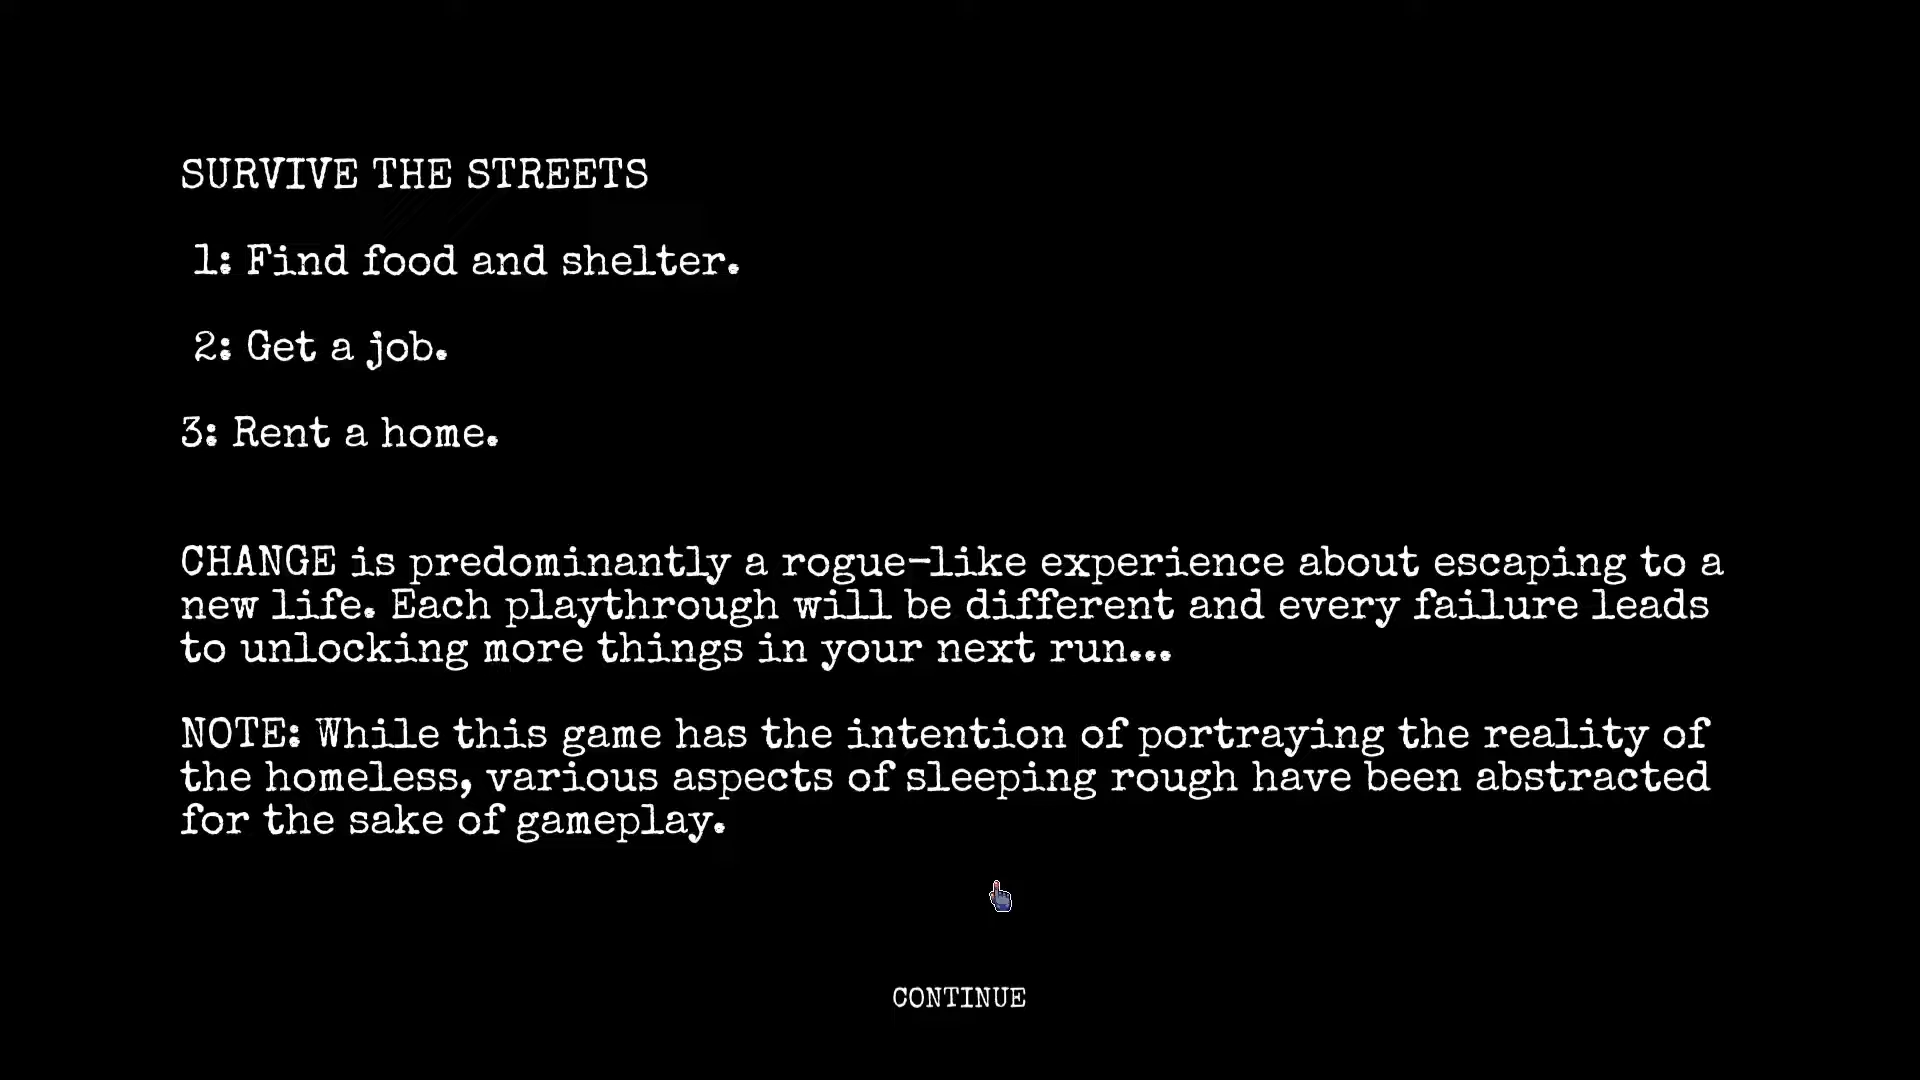 SURVIVE THE STREETS
1: Find food and shelter.
2: Get a job.
3: Rent a home.
CHANGE is predominantly a rogue-like experience about escaping to a
new life. Each playthrough will be different and every failure leads
to unlocking more things in your next run...
NOTE: While this game has the intention of portraying the reality of
the homeless, various aspects of sleeping rough have been abstracted
for the sake of gameplay.
CONTINUE